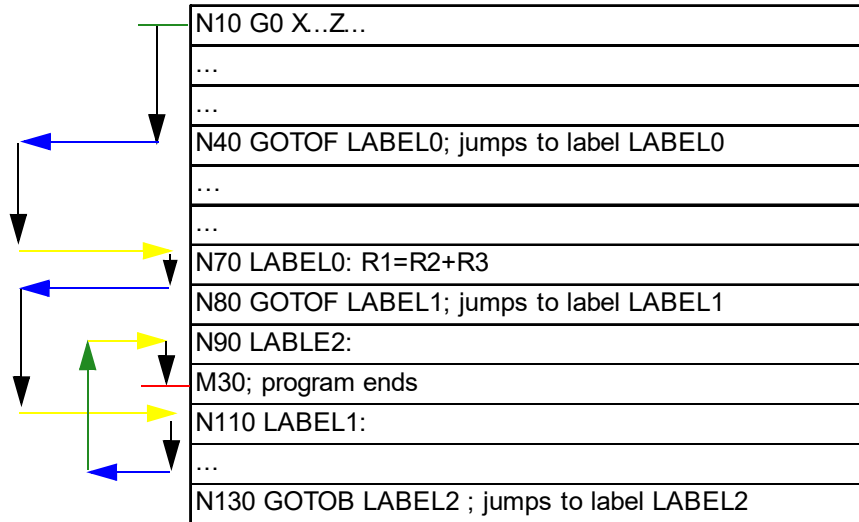 N10 G0 X...Z...
...
...
N40 GOTOF LABEL0; jumps to label LABEL0
...
...
N70 LABEL0: R1=R2+R3
N80 GOTOF LABEL1; jumps to label LABEL1
N90 LABLE2:
M30; program ends
N110 LABEL1:
...
N130 GOTOB LABEL2 ; jumps to label LABEL2